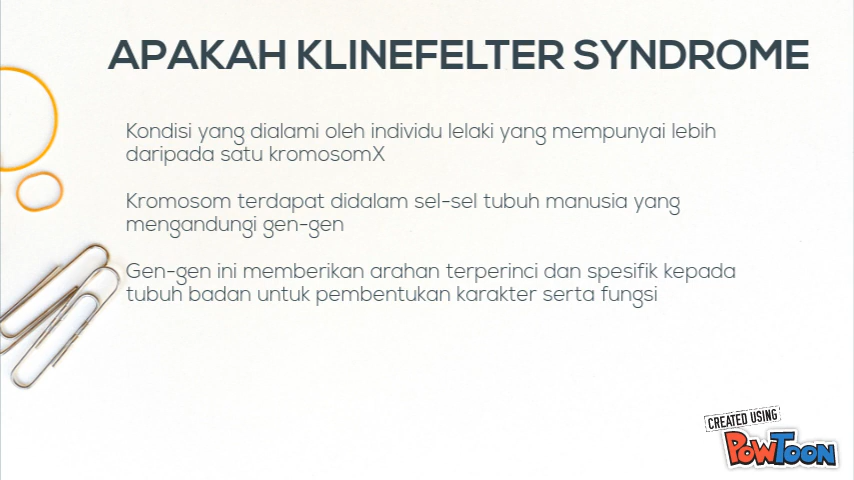 APAKAH KLINEFELTER SYNDROME
Kondisi yang dialami oleh individu lelaki yang mempunyai lebih
daripada satu kromosomX
Kromosom terdapat didalam sel-sel tubuh manusia yang
mengandungi gen-gen
Gen-gen ini memberikan arahan terperinci dan spesifik kepada
tubuh badan untuk pembentukan karakter serta fungsi
CREATED USING
POWTOON